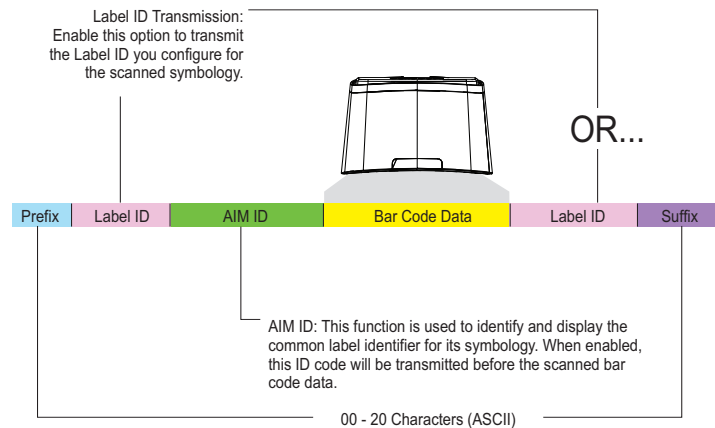 Label ID Transmission:
Enable this option to transmit
the Label ID you configure for
the scanned symbology.
OR...
Prefix Label ID AIM ID Bar Code Data Label ID Suffix
AIM ID: This function is used to identify and display the
common label identifier for its symbology. When enabled,
this ID code will be transmitted before the scanned bar
code data.
00 - 20 Characters (ASCII)